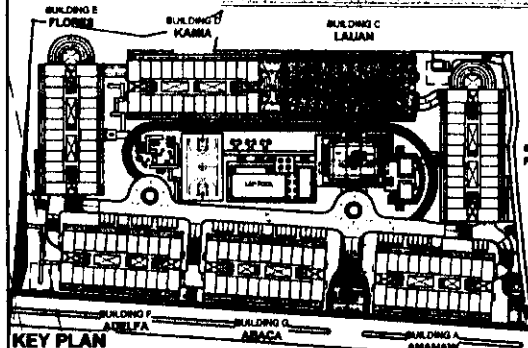 BUILDING E
FLORES
BUILDING D
KAMIA
BUILDING C
LAUAN
LAP POOL
BUILDING F
ADELFA
BUILDING G
ABACA
BUILDING A
KEY PLAN